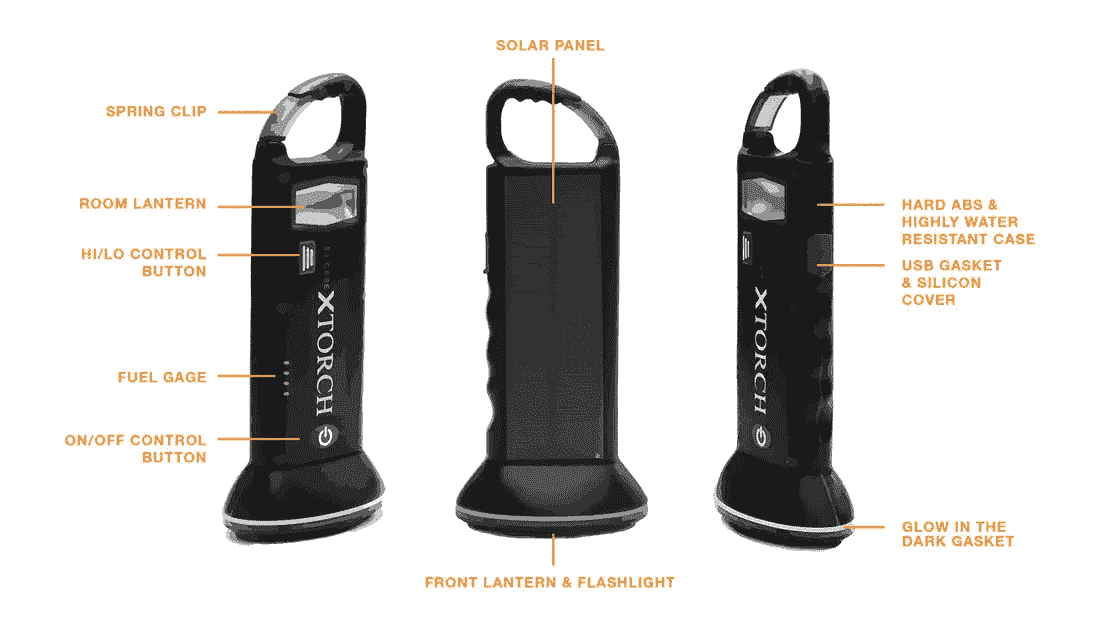 SOLAR PANEL
SPRING CLIP
ROOM LANTERN
HI/LO CONTROL
BUTTON
FUEL GAGE
ON/OFF CONTROL
BUTTON
XTORCH
XTORCH
HARD ABS &
HIGHLY WATER
RESISTANT CASE
USB GASKET
& SILICON
COVER
GLOW IN THE
DARK GASKET
FRONT LANTERN & FLASHLIGHT